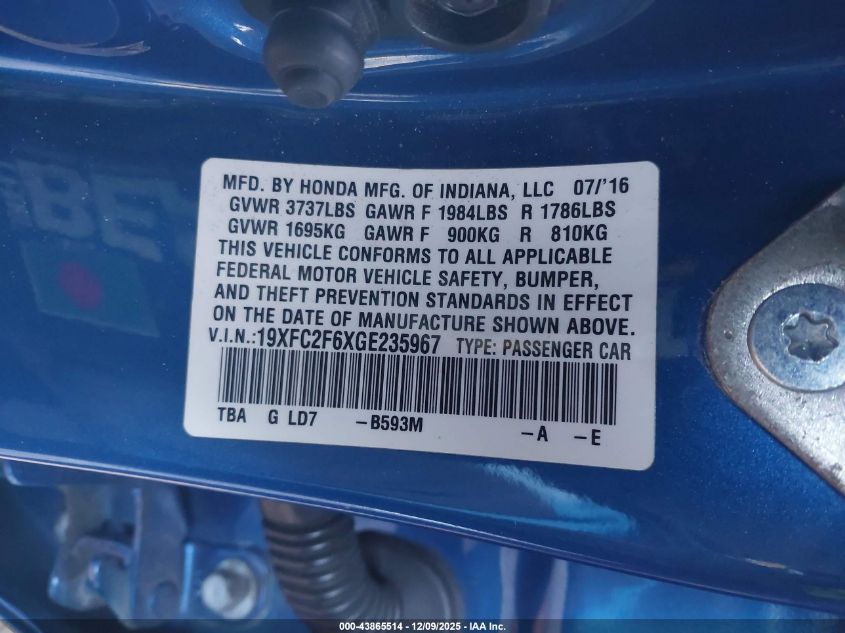 MFD. BY HONDA MFG. OF INDIANA, LLC 07/'16
GVWR 3737LBS GAWR F 1984LBS R 1786LBS
GVWR 1695KG GAWR F 900KG R 810KG
THIS VEHICLE CONFORMS TO ALL APPLICABLE
FEDERAL MOTOR VEHICLE SAFETY, BUMPER,
AND THEFT PREVENTION STANDARDS IN EFFECT
ON THE DATE OF MANUFACTURE SHOWN ABOVE.
V.I.N.:19XFC2F6XGE235967 TYPE: PASSENGER CAR
TBA G LD7 -B593M -A -E
000-43865514 - 12/09/2025 - IAA Inc.